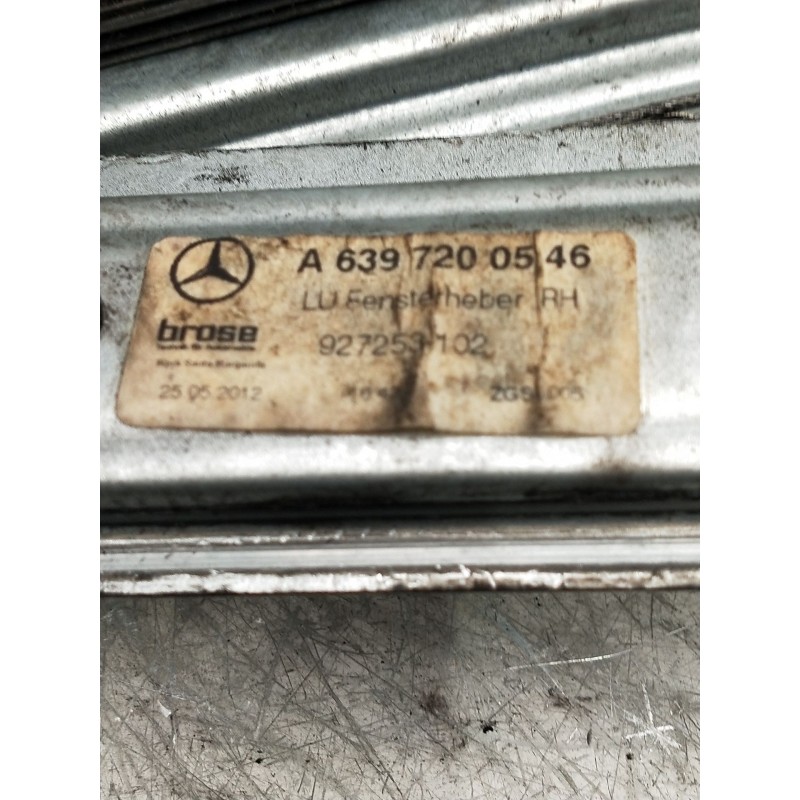 A 639 720 05 46
LU Fensterheber RH
brose
927253-102
25.05.2012